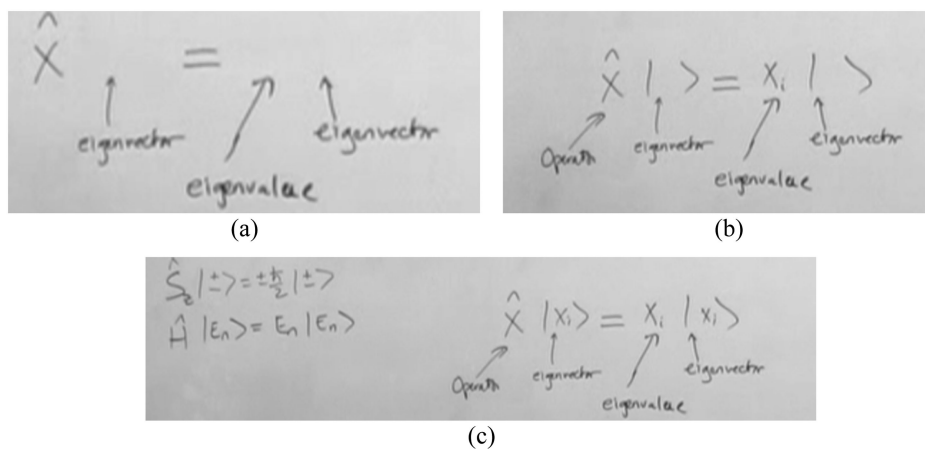 X̂ =
eigenvector eigenvector
eigenvalue
(a)
X̂ | > = xᵢ | >
Operator eigenvector eigenvector
eigenvalue
(b)
Ŝz |±> = ±ħ/2 |±>
Ĥ |Eₙ> = Eₙ |Eₙ>
X̂ |xᵢ> = xᵢ |xᵢ>
Operator eigenvector eigenvector
eigenvalue
(c)